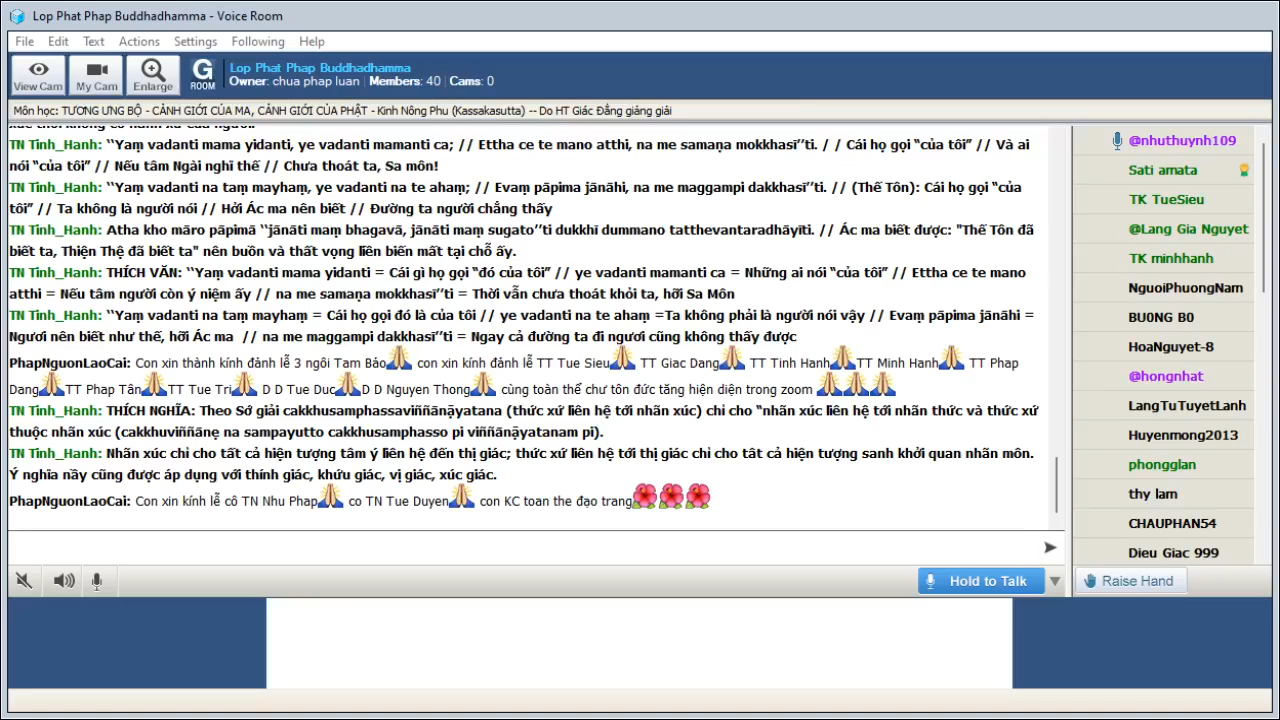 Lop Phat Phap Buddhadhamma - Voice Room
File Edit Text Actions Settings Following Help
View Cam My Cam Enlarge G ROOM
Lop Phat Phap Buddhadhamma
Owner: chua phap luan Members: 40 Cams: 0
Môn học: TƯƠNG ƯNG BỘ - CẢNH GIỚI CỦA MA, CẢNH GIỚI CỦA PHẬT - Kinh Nông Phu (Kassakasutta) -- Do HT Giác Đẳng giảng giải
TN Tinh_Hanh: ‘‘Yaṃ vadanti mama yidanti, ye vadanti mamanti ca; // Ettha ce te mano atthi, na me samaṇa mokkhasī’’ti. / / Cái họ gọi “của tôi” // Và ai
nói “của tôi” // Nếu tâm Ngài nghĩ thế // Chưa thoát ta, Sa môn!
TN Tinh_Hanh: ‘‘Yaṃ vadanti na taṃ mayhaṃ, ye vadanti na te ahaṃ; // Evaṃ pāpima jānāhi, na me maggampi dakkhasī’’ti. // (Thế Tôn): Cái họ gọi “của
tôi” // Ta không là người nói // Hởi Ác ma nên biết // Đường ta người chẳng thấy
TN Tinh_Hanh: Atha kho māro pāpimā ‘‘jānāti maṃ bhagavā, jānāti maṃ sugato’’ti dukkhī dummano tatthevantaradhāyīti. // Ác ma biết được: "Thế Tôn đã
biết ta, Thiện Thệ đã biết ta" nên buồn và thất vọng liền biến mất tại chỗ ấy.
TN Tinh_Hanh: THÍCH VĂN: ‘‘Yaṃ vadanti mama yidanti = Cái gì họ gọi “đó của tôi” // ye vadanti mamanti ca = Những ai nói “của tôi” // Ettha ce te mano
atthi = Nếu tâm người còn ý niệm ấy // na me samaṇa mokkhasī’’ti = Thời vẫn chưa thoát khỏi ta, hỡi Sa Môn
TN Tinh_Hanh: ‘‘Yaṃ vadanti na taṃ mayhaṃ = Cái họ gọi đó là của tôi // ye vadanti na te ahaṃ =Ta không phải là người nói vậy // Evaṃ pāpima jānāhi =
Ngươi nên biết như thế, hỡi Ác ma // na me maggampi dakkhasī’’ti = Ngay cả đường ta đi ngươi cũng không thấy được
PhapNguonLaoCai: Con xin thành kính đảnh lễ 3 ngôi Tam Bảo con xin kính đảnh lễ TT Tue Sieu TT Giac Dang TT Tinh Hanh TT Minh Hanh TT Phap
Dang TT Phap Tân TT Tue Tri D D Tue Duc D D Nguyen Thong cùng toàn thể chư tôn đức tăng hiện diện trong zoom
TN Tinh_Hanh: THÍCH NGHĨA: Theo Sớ giải cakkhusamphassaviññāṇāyatana (thức xứ liên hệ tới nhãn xúc) chỉ cho “nhãn xúc liên hệ tới nhãn thức và thức xứ
thuộc nhãn xúc (cakkhuviññāṇe na sampayutto cakkhusamphasso pi viññāṇāyatanam pi).
TN Tinh_Hanh: Nhãn xúc chỉ cho tất cả hiện tượng tâm ý liên hệ đến thị giác; thức xứ liên hệ tới thị giác chỉ cho tât cả hiện tượng sanh khởi quan nhãn môn.
Ý nghĩa nầy cũng được áp dụng với thính giác, khứu giác, vị giác, xúc giác.
PhapNguonLaoCai: Con xin kính lễ cô TN Nhu Phap co TN Tue Duyen con KC toan the đạo trang
@nhuthuynh109
Sati amata
TK TueSieu
@Lang Gia Nguyet
TK minhhanh
NguoiPhuongNam
BU0NG B0
HoaNguyet-8
@hongnhat
LangTuTuyetLanh
Huyenmong2013
phongglan
thy lam
CHAUPHAN54
Dieu Giac 999
Hold to Talk
Raise Hand